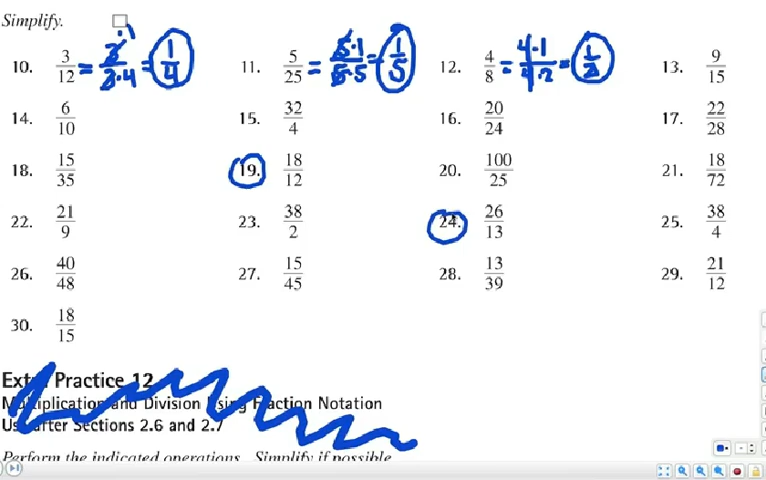 Simplify.
10. 3/12 = 3·1/3·4 = 1/4 11. 5/25 = 5·1/5·5 = 1/5 12. 4/8 = 4·1/4·2 = 1/2 13. 9/15
14. 6/10 15. 32/4 16. 20/24 17. 22/28
18. 15/35 19. 18/12 20. 100/25 21. 18/72
22. 21/9 23. 38/2 24. 26/13 25. 38/4
26. 40/48 27. 15/45 28. 13/39 29. 21/12
30. 18/15
Extra Practice 12
Multiplication and Division Using Fraction Notation
Use after Sections 2.6 and 2.7
Perform the indicated operations. Simplify if possible